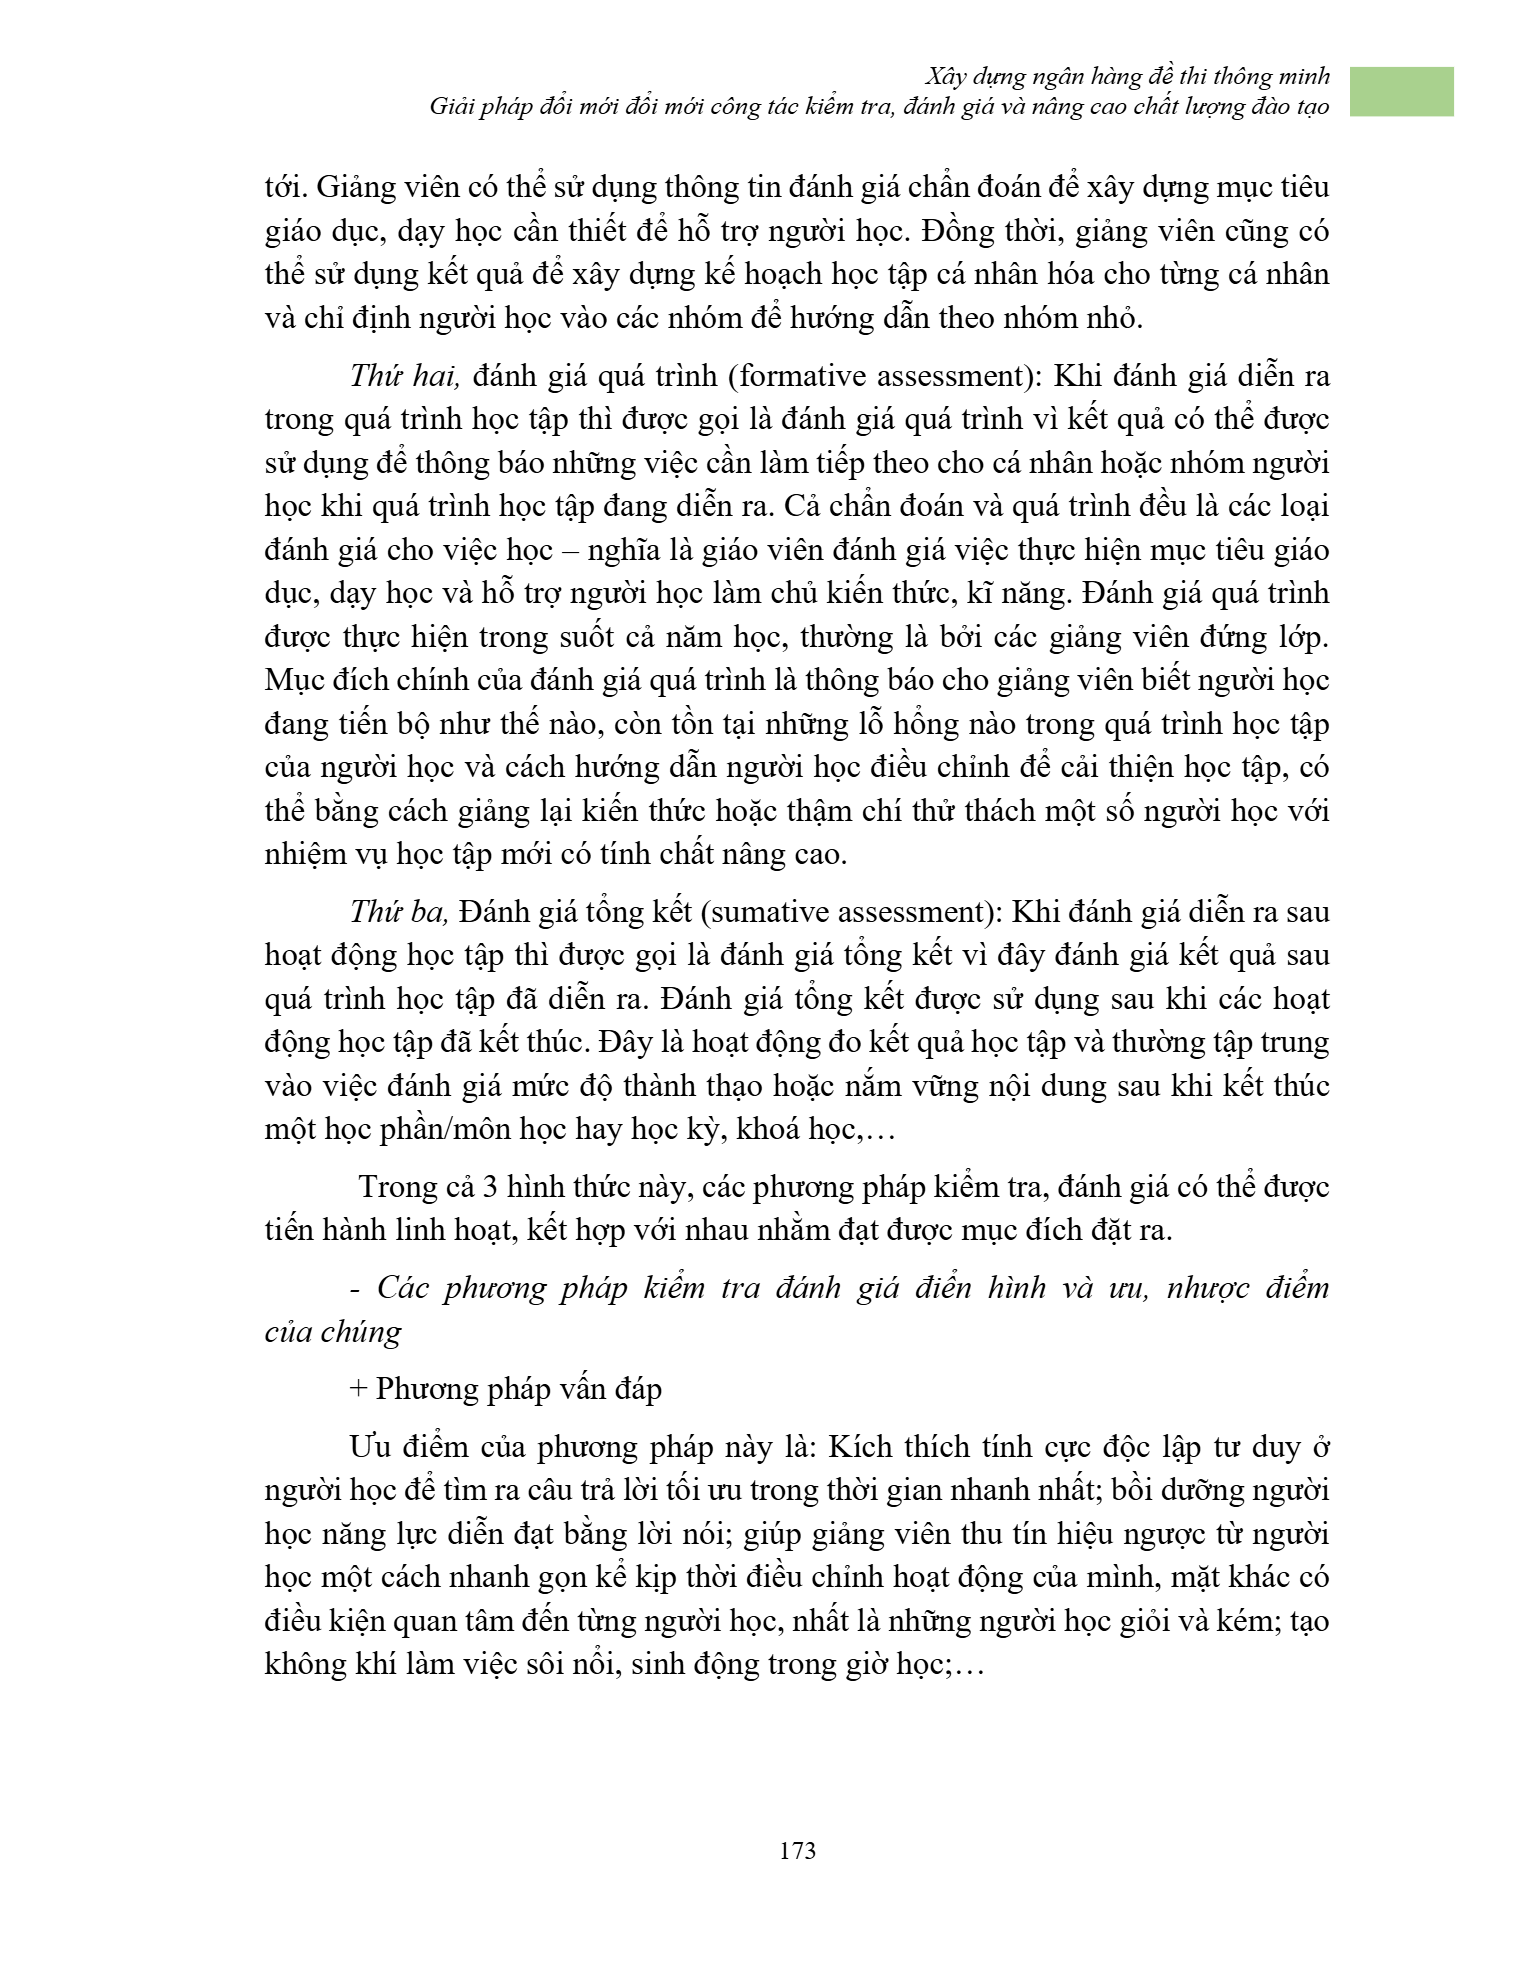 Xây dựng ngân hàng đề thi thông minh
Giải pháp đổi mới đổi mới công tác kiểm tra, đánh giá và nâng cao chất lượng đào tạo
tới. Giảng viên có thể sử dụng thông tin đánh giá chẩn đoán để xây dựng mục tiêu
giáo dục, dạy học cần thiết để hỗ trợ người học. Đồng thời, giảng viên cũng có
thể sử dụng kết quả để xây dựng kế hoạch học tập cá nhân hóa cho từng cá nhân
và chỉ định người học vào các nhóm để hướng dẫn theo nhóm nhỏ.
Thứ hai, đánh giá quá trình (formative assessment): Khi đánh giá diễn ra
trong quá trình học tập thì được gọi là đánh giá quá trình vì kết quả có thể được
sử dụng để thông báo những việc cần làm tiếp theo cho cá nhân hoặc nhóm người
học khi quá trình học tập đang diễn ra. Cả chẩn đoán và quá trình đều là các loại
đánh giá cho việc học – nghĩa là giáo viên đánh giá việc thực hiện mục tiêu giáo
dục, dạy học và hỗ trợ người học làm chủ kiến thức, kĩ năng. Đánh giá quá trình
được thực hiện trong suốt cả năm học, thường là bởi các giảng viên đứng lớp.
Mục đích chính của đánh giá quá trình là thông báo cho giảng viên biết người học
đang tiến bộ như thế nào, còn tồn tại những lỗ hổng nào trong quá trình học tập
của người học và cách hướng dẫn người học điều chỉnh để cải thiện học tập, có
thể bằng cách giảng lại kiến thức hoặc thậm chí thử thách một số người học với
nhiệm vụ học tập mới có tính chất nâng cao.
Thứ ba, Đánh giá tổng kết (sumative assessment): Khi đánh giá diễn ra sau
hoạt động học tập thì được gọi là đánh giá tổng kết vì đây đánh giá kết quả sau
quá trình học tập đã diễn ra. Đánh giá tổng kết được sử dụng sau khi các hoạt
động học tập đã kết thúc. Đây là hoạt động đo kết quả học tập và thường tập trung
vào việc đánh giá mức độ thành thạo hoặc nắm vững nội dung sau khi kết thúc
một học phần/môn học hay học kỳ, khoá học,…
Trong cả 3 hình thức này, các phương pháp kiểm tra, đánh giá có thể được
tiến hành linh hoạt, kết hợp với nhau nhằm đạt được mục đích đặt ra.
- Các phương pháp kiểm tra đánh giá điển hình và ưu, nhược điểm
của chúng
+ Phương pháp vấn đáp
Ưu điểm của phương pháp này là: Kích thích tính cực độc lập tư duy ở
người học để tìm ra câu trả lời tối ưu trong thời gian nhanh nhất; bồi dưỡng người
học năng lực diễn đạt bằng lời nói; giúp giảng viên thu tín hiệu ngược từ người
học một cách nhanh gọn kể kịp thời điều chỉnh hoạt động của mình, mặt khác có
điều kiện quan tâm đến từng người học, nhất là những người học giỏi và kém; tạo
không khí làm việc sôi nổi, sinh động trong giờ học;…
173